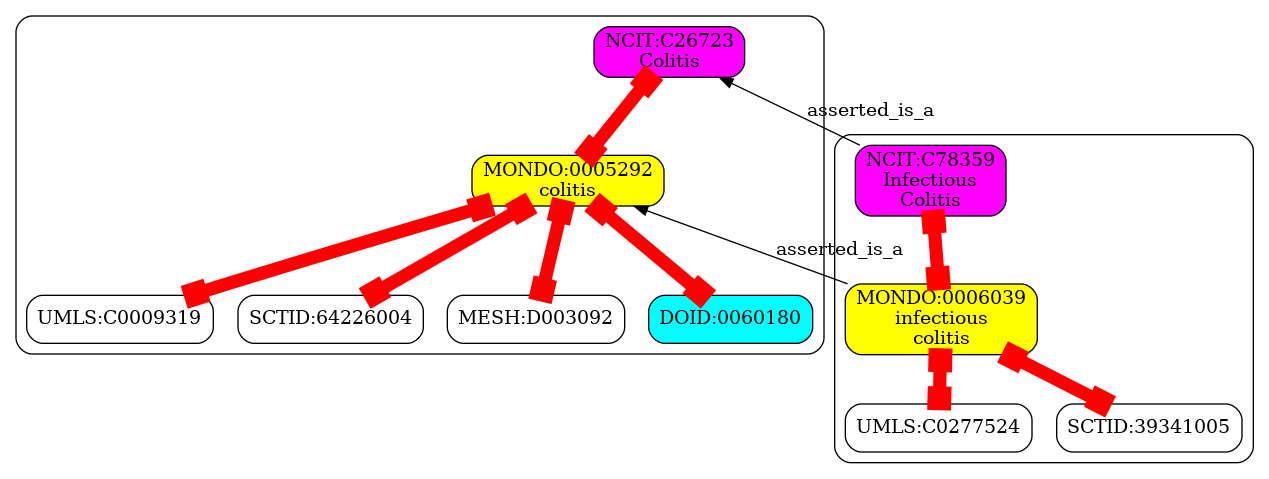 NCIT:C26723
Colitis
asserted_is_a
NCIT:C78359
Infectious
Colitis
MONDO:0005292
colitis
asserted_is_a
UMLS:C0009319
SCTID:64226004
MESH:D003092
DOID:0060180
MONDO:0006039
infectious
colitis
UMLS:C0277524
SCTID:39341005